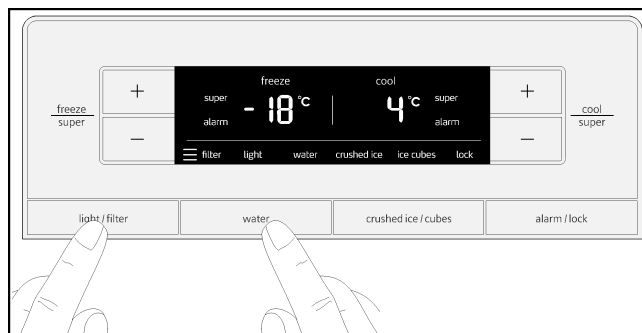 freeze cool
super super
-18 °C 4 °C
alarm alarm
filter light water crushed ice ice cubes lock
+ +
freeze
super
cool
super
− −
light / filter water crushed ice / cubes alarm / lock